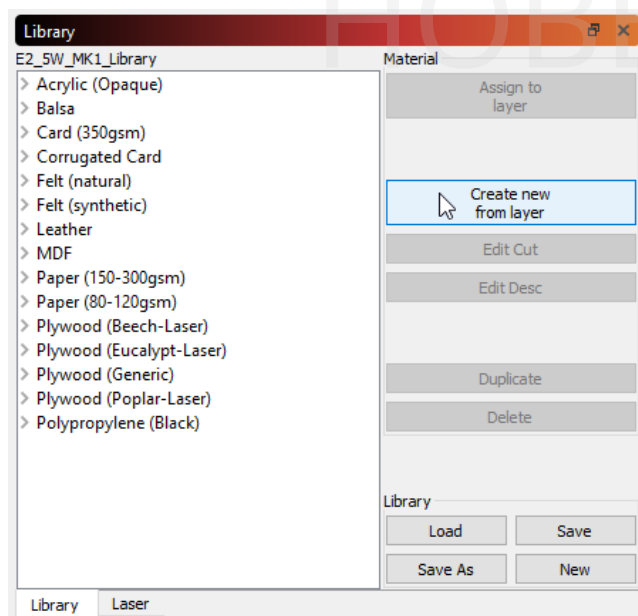 Library
E2_5W_MK1_Library
Material
Acrylic (Opaque)
Balsa
Card (350gsm)
Corrugated Card
Felt (natural)
Felt (synthetic)
Leather
MDF
Paper (150-300gsm)
Paper (80-120gsm)
Plywood (Beech-Laser)
Plywood (Eucalypt-Laser)
Plywood (Generic)
Plywood (Poplar-Laser)
Polypropylene (Black)
Assign to
layer
Create new
from layer
Edit Cut
Edit Desc
Duplicate
Delete
Library
Load Save
Save As New
Library Laser